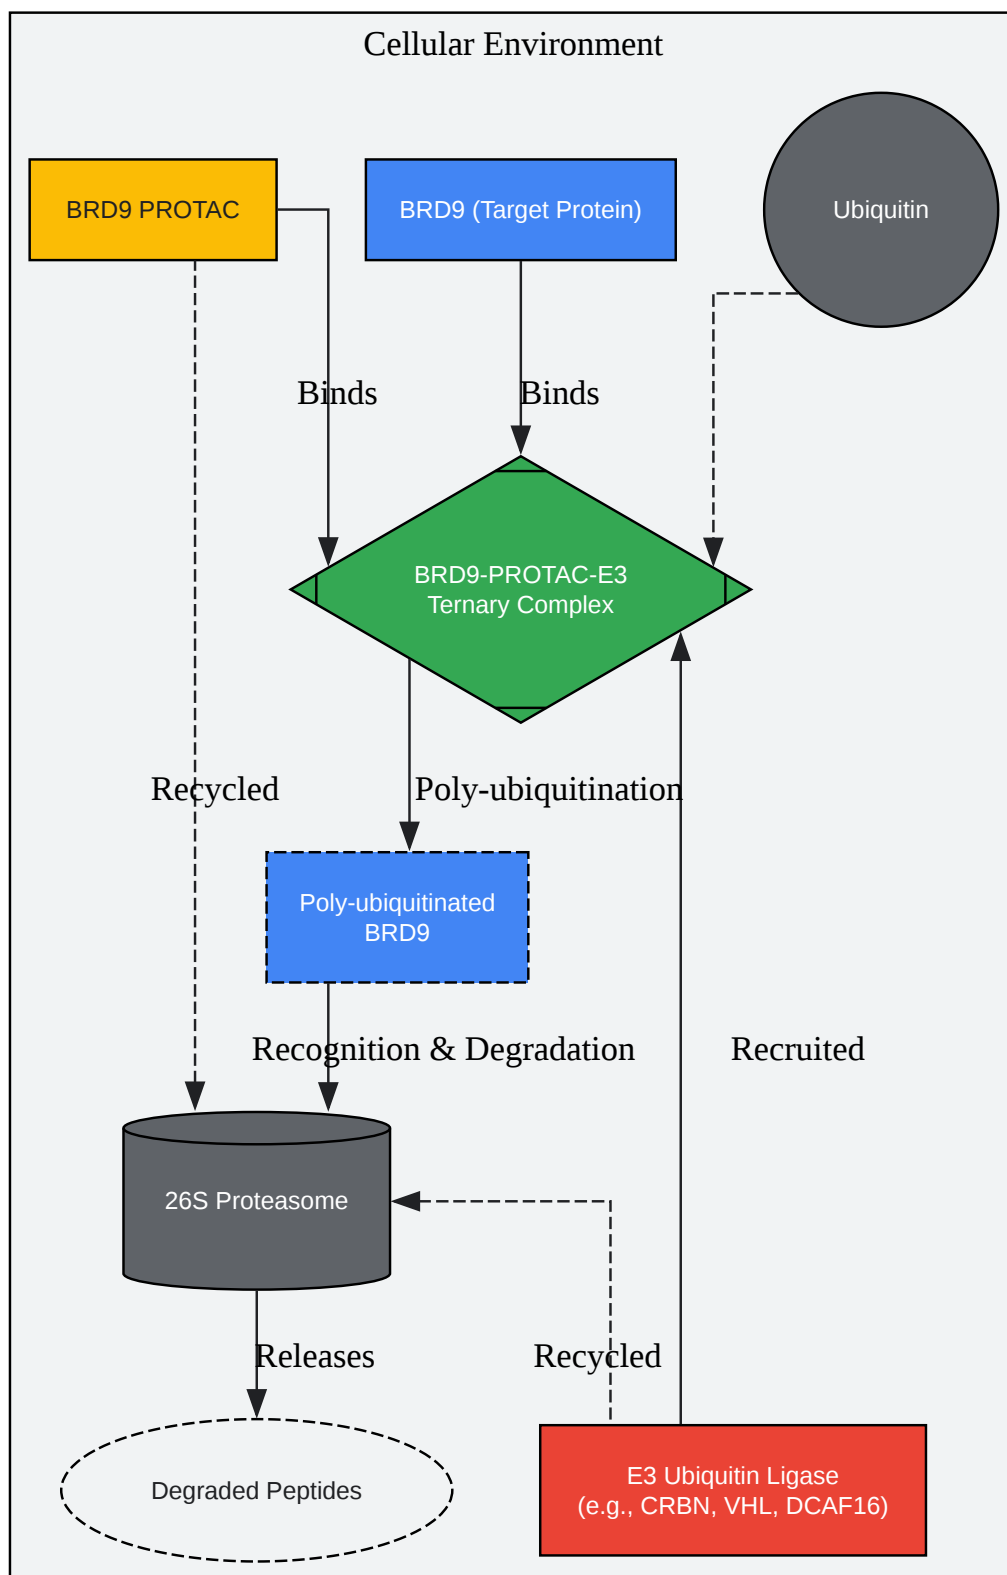 Cellular Environment
BRD9 PROTAC
BRD9 (Target Protein)
Ubiquitin
Binds
Binds
BRD9-PROTAC-E3
Ternary Complex
Recycled
Poly-ubiquitination
Poly-ubiquitinated
BRD9
Recognition & Degradation
Recruited
26S Proteasome
Releases
Recycled
Degraded Peptides
E3 Ubiquitin Ligase
(e.g., CRBN, VHL, DCAF16)